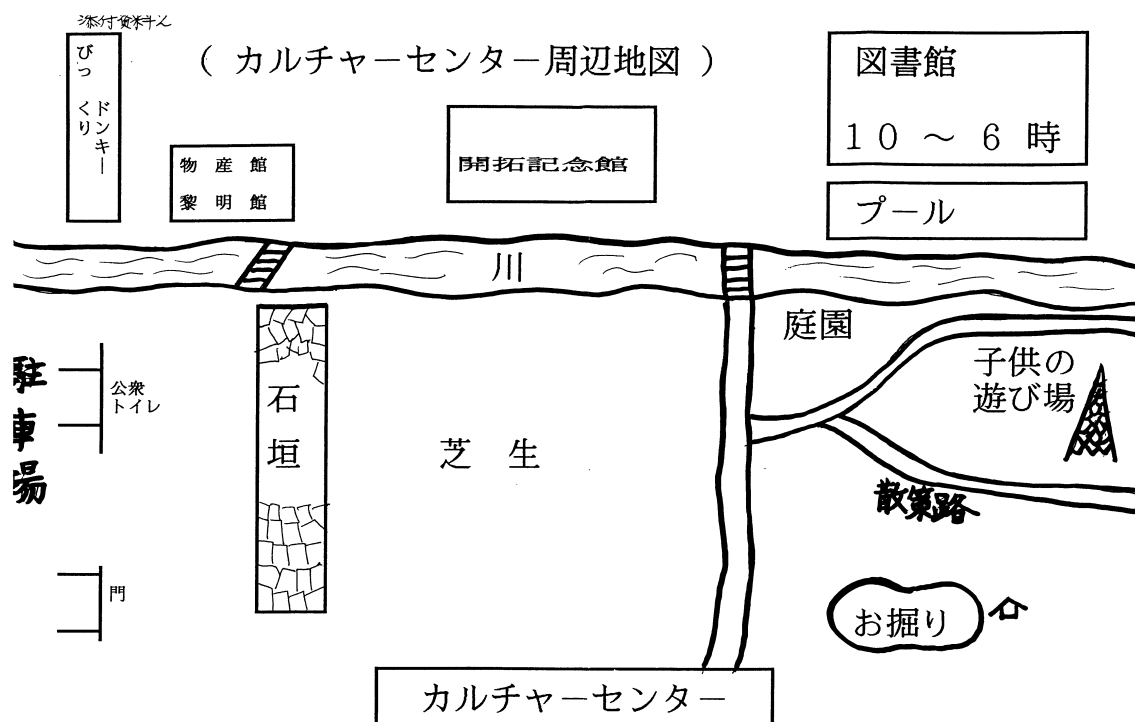 添付資料A
(カルチャーセンター周辺地図)
びっくり
ドンキー
物産館
黎明館
開拓記念館
図書館
10～6時
プール
川
庭園
子供の
遊び場
駐車場
公衆
トイレ
石垣
芝生
散策路
門
お掘り
カルチャーセンター